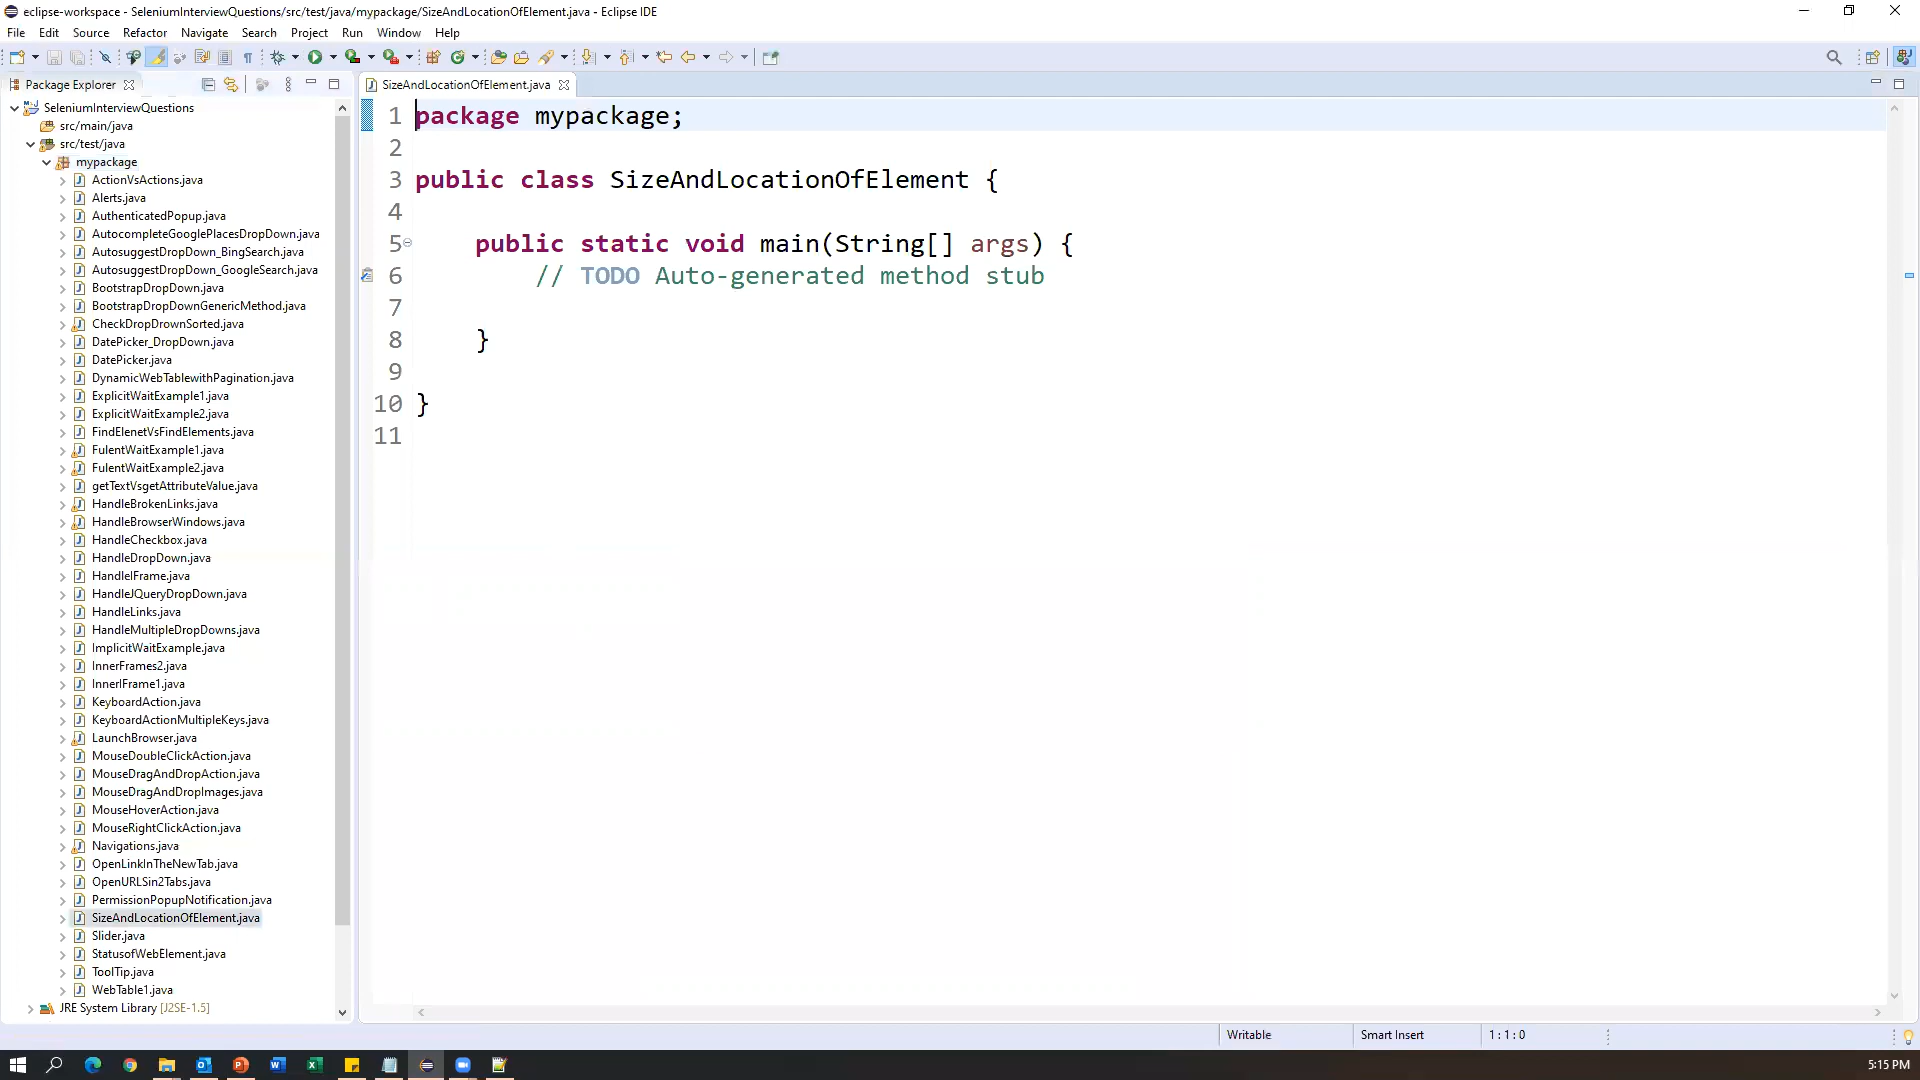 eclipse-workspace - SeleniumInterviewQuestions/src/test/java/mypackage/SizeAndLocationOfElement.java - Eclipse IDE
File Edit Source Refactor Navigate Search Project Run Window Help
Package Explorer
SeleniumInterviewQuestions
src/main/java
src/test/java
mypackage
ActionVsActions.java
Alerts.java
AuthenticatedPopup.java
AutocompleteGooglePlacesDropDown.java
AutosuggestDropDown_BingSearch.java
AutosuggestDropDown_GoogleSearch.java
BootstrapDropDown.java
BootstrapDropDownGenericMethod.java
CheckDropDrownSorted.java
DatePicker_DropDown.java
DatePicker.java
DynamicWebTablewithPagination.java
ExplicitWaitExample1.java
ExplicitWaitExample2.java
FindElenetVsFindElements.java
FulentWaitExample1.java
FulentWaitExample2.java
getTextVsgetAttributeValue.java
HandleBrokenLinks.java
HandleBrowserWindows.java
HandleCheckbox.java
HandleDropDown.java
HandleIFrame.java
HandleJQueryDropDown.java
HandleLinks.java
HandleMultipleDropDowns.java
ImplicitWaitExample.java
InnerFrames2.java
InnerIFrame1.java
KeyboardAction.java
KeyboardActionMultipleKeys.java
LaunchBrowser.java
MouseDoubleClickAction.java
MouseDragAndDropAction.java
MouseDragAndDropImages.java
MouseHoverAction.java
MouseRightClickAction.java
Navigations.java
OpenLinkInTheNewTab.java
OpenURLSin2Tabs.java
PermissionPopupNotification.java
SizeAndLocationOfElement.java
Slider.java
StatusofWebElement.java
ToolTip.java
WebTable1.java
JRE System Library [J2SE-1.5]
SizeAndLocationOfElement.java
1 package mypackage;
2
3 public class SizeAndLocationOfElement {
4
5 public static void main(String[] args) {
6 // TODO Auto-generated method stub
7
8 }
9
10 }
11
Writable Smart Insert 1 : 1 : 0
5:15 PM